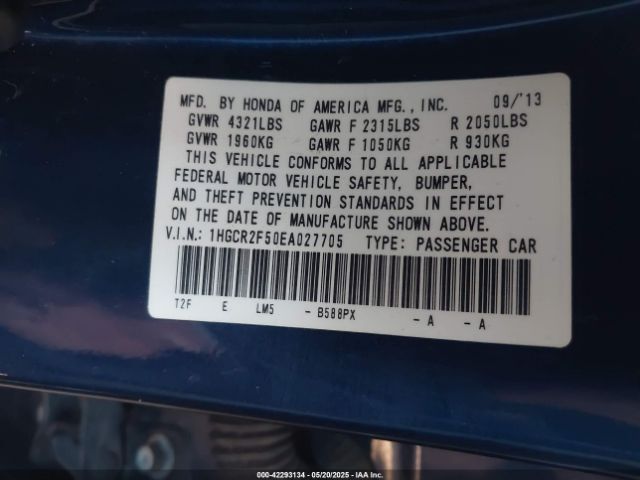 MFD. BY HONDA OF AMERICA MFG., INC. 09/'13
GVWR 4321LBS GAWR F 2315LBS R 2050LBS
GVWR 1960KG GAWR F 1050KG R 930KG
THIS VEHICLE CONFORMS TO ALL APPLICABLE
FEDERAL MOTOR VEHICLE SAFETY, BUMPER,
AND THEFT PREVENTION STANDARDS IN EFFECT
ON THE DATE OF MANUFACTURE SHOWN ABOVE.
V.I.N.: 1HGCR2F50EA027705 TYPE: PASSENGER CAR
T2F E LM5 - B588PX - A - A
000-42293134 - 05/20/2025 - IAA Inc.